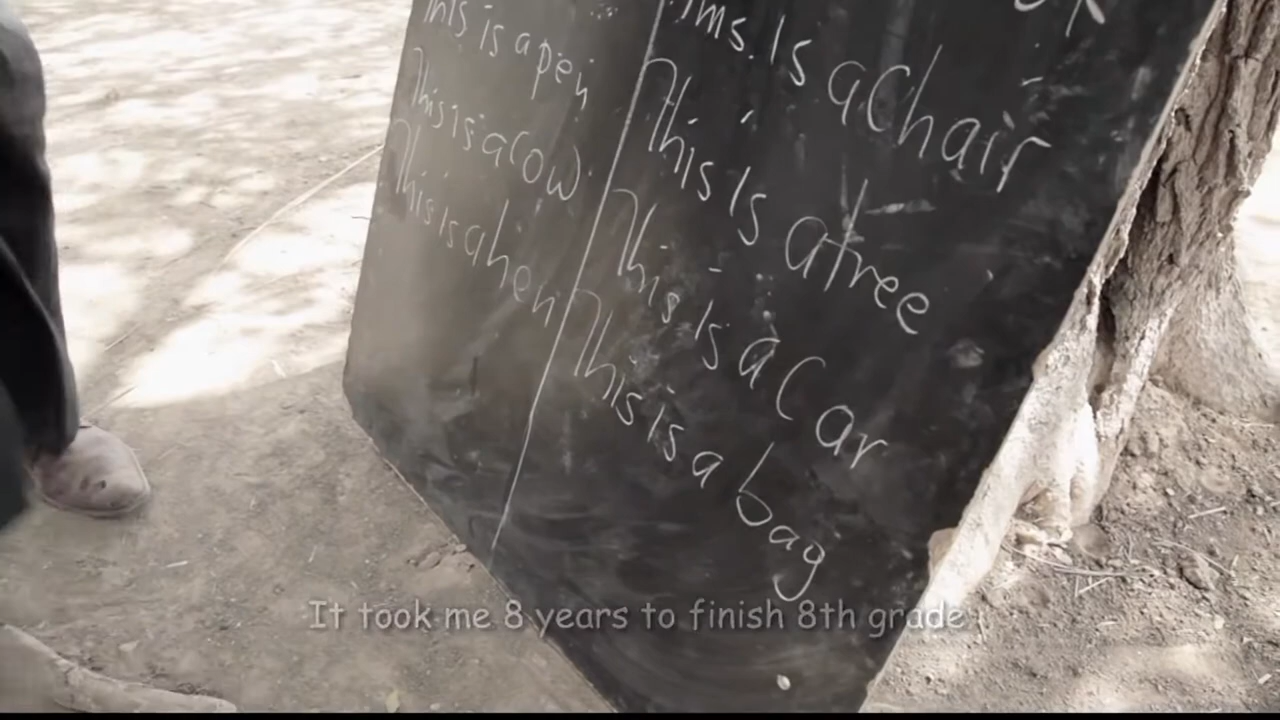 This is a pen
This is a cow
This is a hen
This. Is a Chair
This Is a tree
This Is a Car
This is a bag
It took me 8 years to finish 8th grade